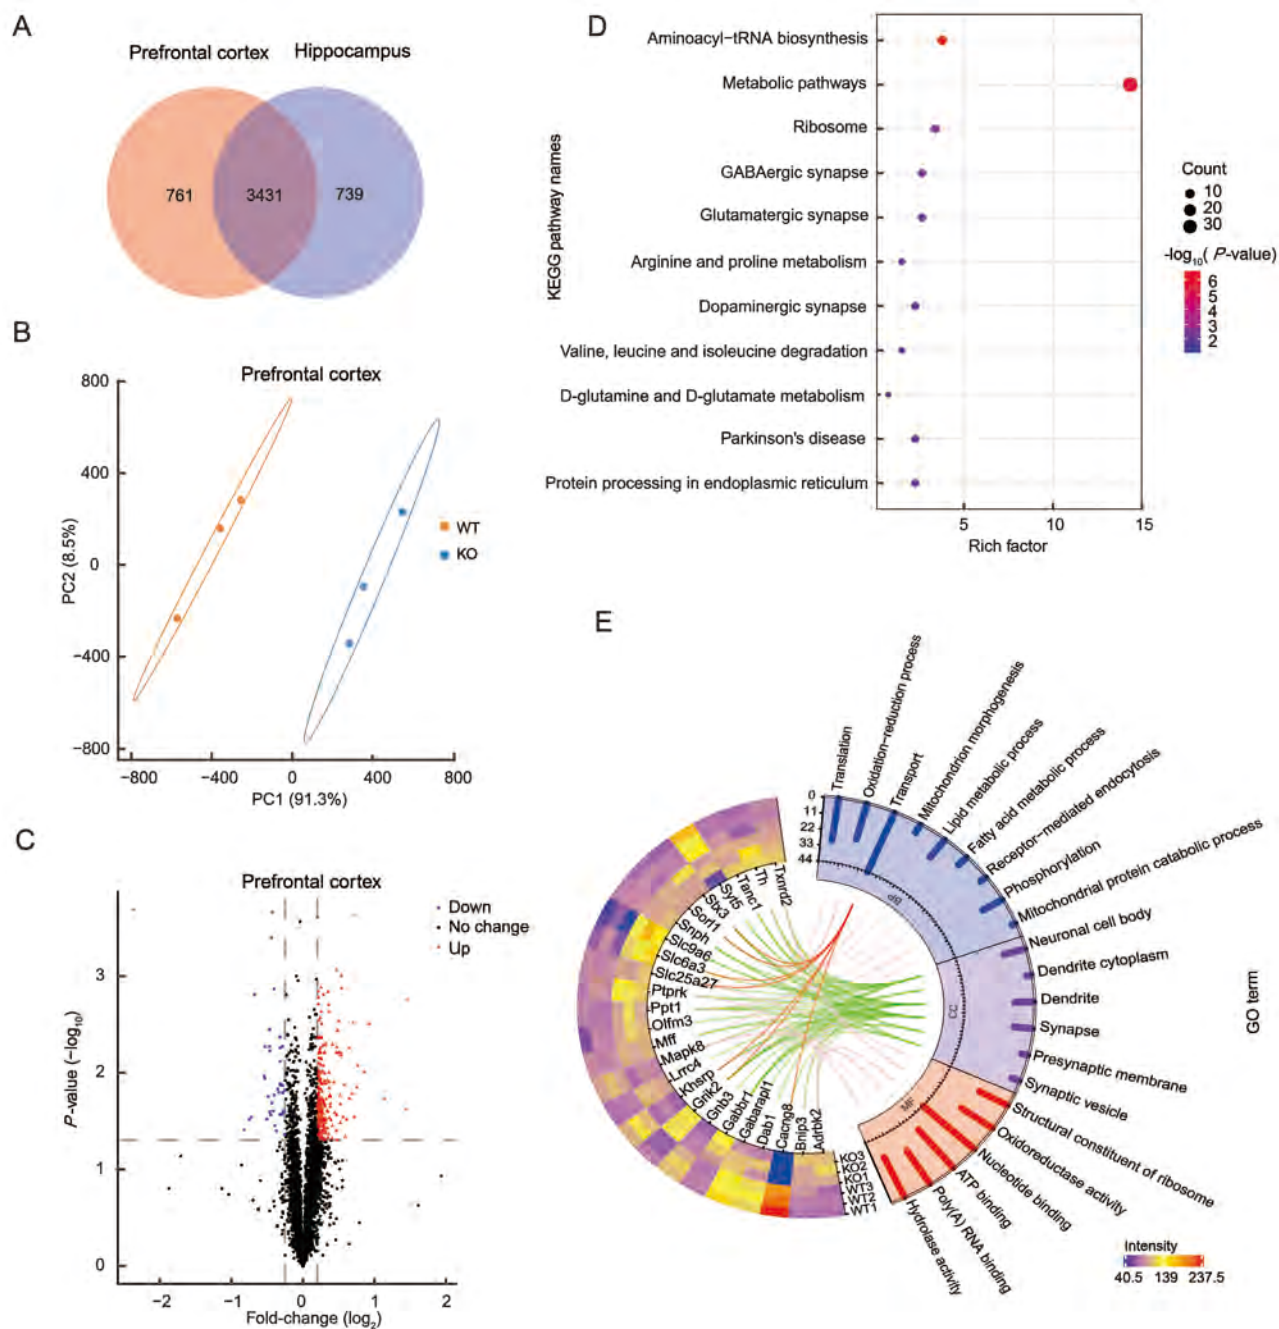 A
Prefrontal cortex
Hippocampus
761
3431
739
B
Prefrontal cortex
800
400
0
−400
−800
PC2 (8.5%)
−800
−400
0
400
800
PC1 (91.3%)
WT
KO
C
Prefrontal cortex
Down
No change
Up
P-value (−log10)
3
2
1
0
−2
−1
0
1
2
Fold-change (log2)
D
KEGG pathway names
Aminoacyl−tRNA biosynthesis
Metabolic pathways
Ribosome
GABAergic synapse
Glutamatergic synapse
Arginine and proline metabolism
Dopaminergic synapse
Valine, leucine and isoleucine degradation
D-glutamine and D-glutamate metabolism
Parkinson's disease
Protein processing in endoplasmic reticulum
5
10
15
Rich factor
Count
10
20
30
-log10( P-value)
6
5
4
3
2
E
Translation
Oxidation−reduction process
Transport
Mitochondrion morphogenesis
Lipid metabolic process
Fatty acid metabolic process
Receptor−mediated endocytosis
Phosphorylation
Mitochondrial protein catabolic process
Neuronal cell body
Dendrite cytoplasm
Dendrite
Synapse
Presynaptic membrane
Synaptic vesicle
Structural constituent of ribosome
Oxidoreductase activity
Nucleotide binding
ATP binding
Poly(A) RNA binding
Hydrolase activity
GO term
0
11
22
33
44
BP
CC
MF
Txnrd2
Th
Tanc1
Syt5
Stx3
Sorl1
Snph
Slc9a6
Slc6a3
Slc25a27
Ptprk
Ppt1
Olfm3
Mff
Mapk8
Lrrc4
Khsrp
Grik2
Gnb3
Gabbr1
Gabarapl1
Dab1
Cacng8
Bnip3
Adrbk2
KO3
KO2
KO1
WT3
WT2
WT1
Intensity
40.5
139
237.5